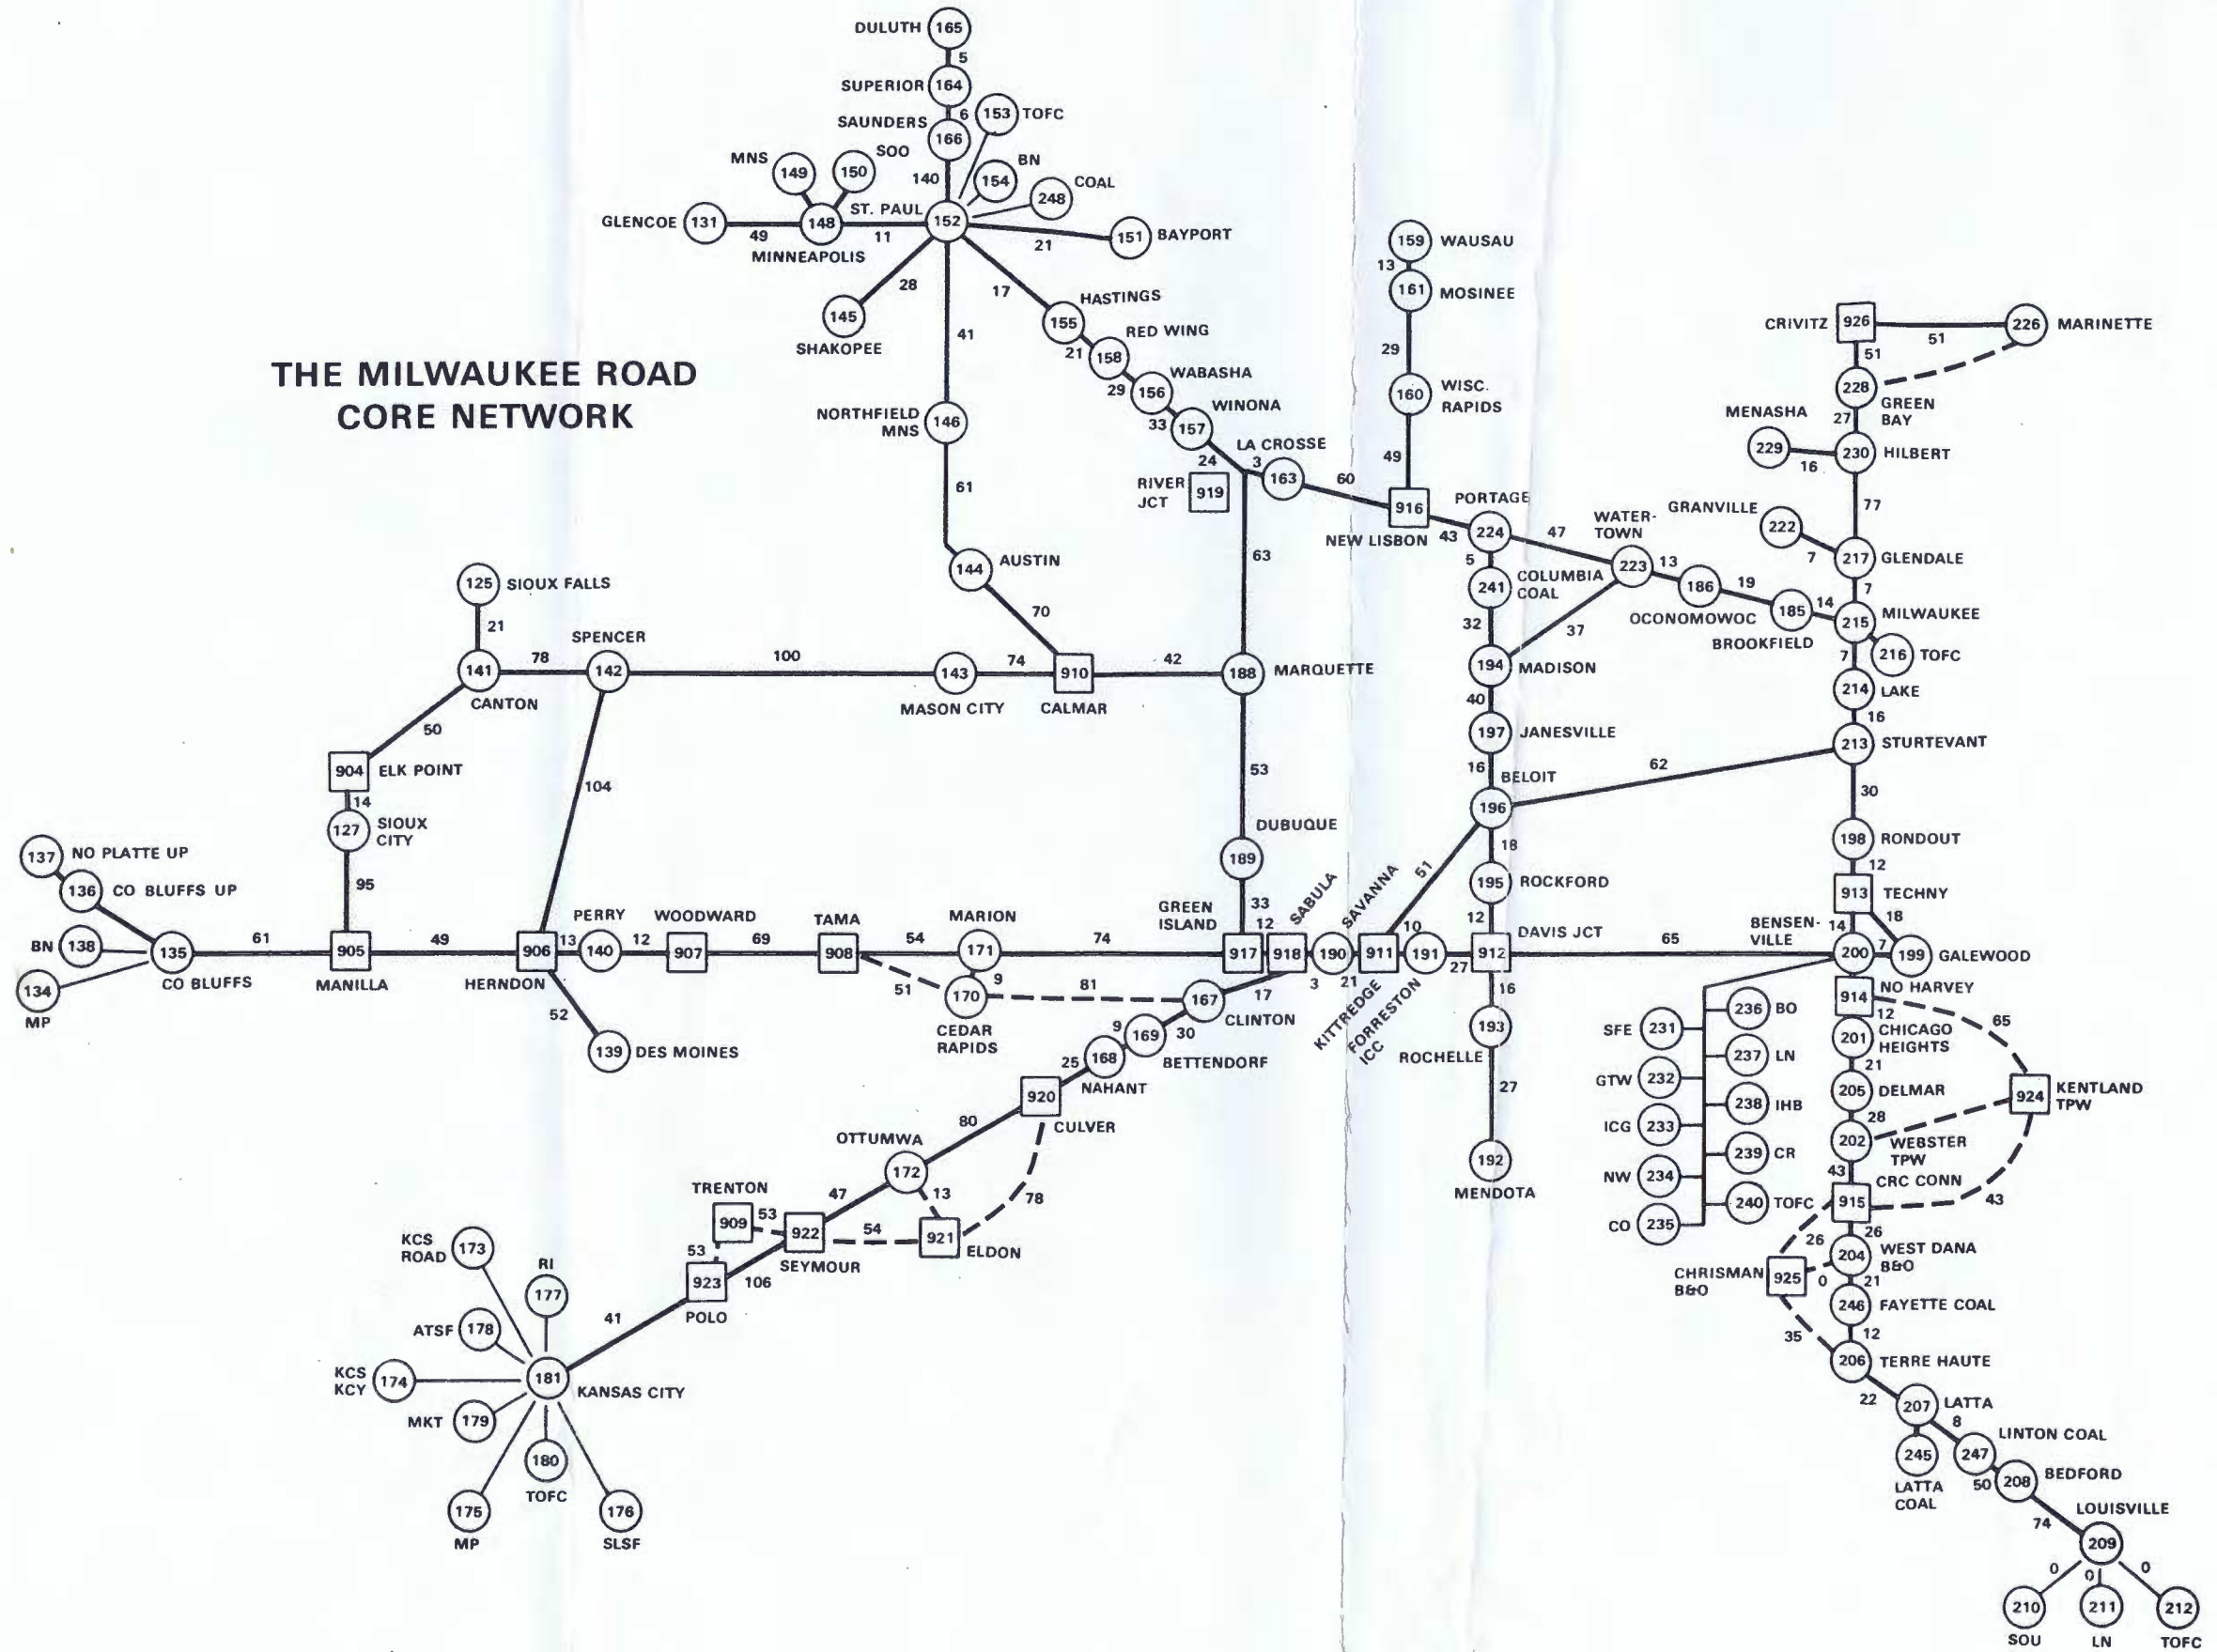 DULUTH 165
5
SUPERIOR 164
6
153 TOFC
SAUNDERS 166
MNS 149
150 SOO
140
154 BN
248 COAL
GLENCOE 131
49
148
MINNEAPOLIS
11
ST. PAUL 152
21
151 BAYPORT
28
145
SHAKOPEE
17
41
155 HASTINGS
21
158 RED WING
29
156 WABASHA
33
157 WINONA
24
RIVER
JCT
919
3
LA CROSSE
163
60
159 WAUSAU
13
161 MOSINEE
29
160 WISC.
RAPIDS
49
916
NEW LISBON
43
PORTAGE
224
47
WATER-
TOWN
223
13
186
OCONOMOWOC
19
185
BROOKFIELD
14
5
241 COLUMBIA
COAL
32
37
194 MADISON
40
197 JANESVILLE
16
BELOIT
196
62
51
18
195 ROCKFORD
12
CRIVITZ 926
51
226 MARINETTE
51
228
GREEN
BAY
27
MENASHA
229
16
230 HILBERT
77
GRANVILLE
222
7
217 GLENDALE
7
215 MILWAUKEE
216 TOFC
7
214 LAKE
16
213 STURTEVANT
30
198 RONDOUT
12
913 TECHNY
14
18
BENSEN-
VILLE
200
7
199 GALEWOOD
THE MILWAUKEE ROAD
CORE NETWORK
NORTHFIELD
MNS
146
61
144 AUSTIN
70
63
125 SIOUX FALLS
21
141
CANTON
78
SPENCER
142
100
143
MASON CITY
74
910
CALMAR
42
188 MARQUETTE
50
904 ELK POINT
14
127 SIOUX
CITY
95
104
53
DUBUQUE
189
33
137 NO PLATTE UP
136 CO BLUFFS UP
BN 138
134
MP
135
CO BLUFFS
61
905
MANILLA
49
906
HERNDON
13
PERRY
140
12
WOODWARD
907
69
TAMA
908
54
MARION
171
74
GREEN
ISLAND
917
12
SABULA
918
3
SAVANNA
190
21
911
KITTREDGE
10
191
FORRESTON
ICC
27
912
DAVIS JCT
65
52
139 DES MOINES
51
9
170
CEDAR
RAPIDS
81
167
CLINTON
17
30
169
BETTENDORF
9
168
NAHANT
25
920
CULVER
80
OTTUMWA
172
13
78
47
921 ELDON
54
922
SEYMOUR
TRENTON
909
53
53
923
POLO
106
41
KCS
ROAD
173
RI
177
ATSF 178
KCS
KCY
174
181 KANSAS CITY
MKT 179
180
TOFC
175
MP
176
SLSF
16
193
ROCHELLE
27
192
MENDOTA
SFE 231
236 BO
237 LN
GTW 232
238 IHB
ICG 233
239 CR
NW 234
240 TOFC
CO 235
914 NO HARVEY
12
65
201 CHICAGO
HEIGHTS
21
205 DELMAR
28
924 KENTLAND
TPW
202 WEBSTER
TPW
43
915 CRC CONN
43
26
26
204 WEST DANA
B&O
CHRISMAN
B&O
925
0
21
246 FAYETTE COAL
35
12
206 TERRE HAUTE
22
207 LATTA
8
245
LATTA
COAL
247 LINTON COAL
50
208 BEDFORD
74
LOUISVILLE
209
0
0
0
210
SOU
211
LN
212
TOFC